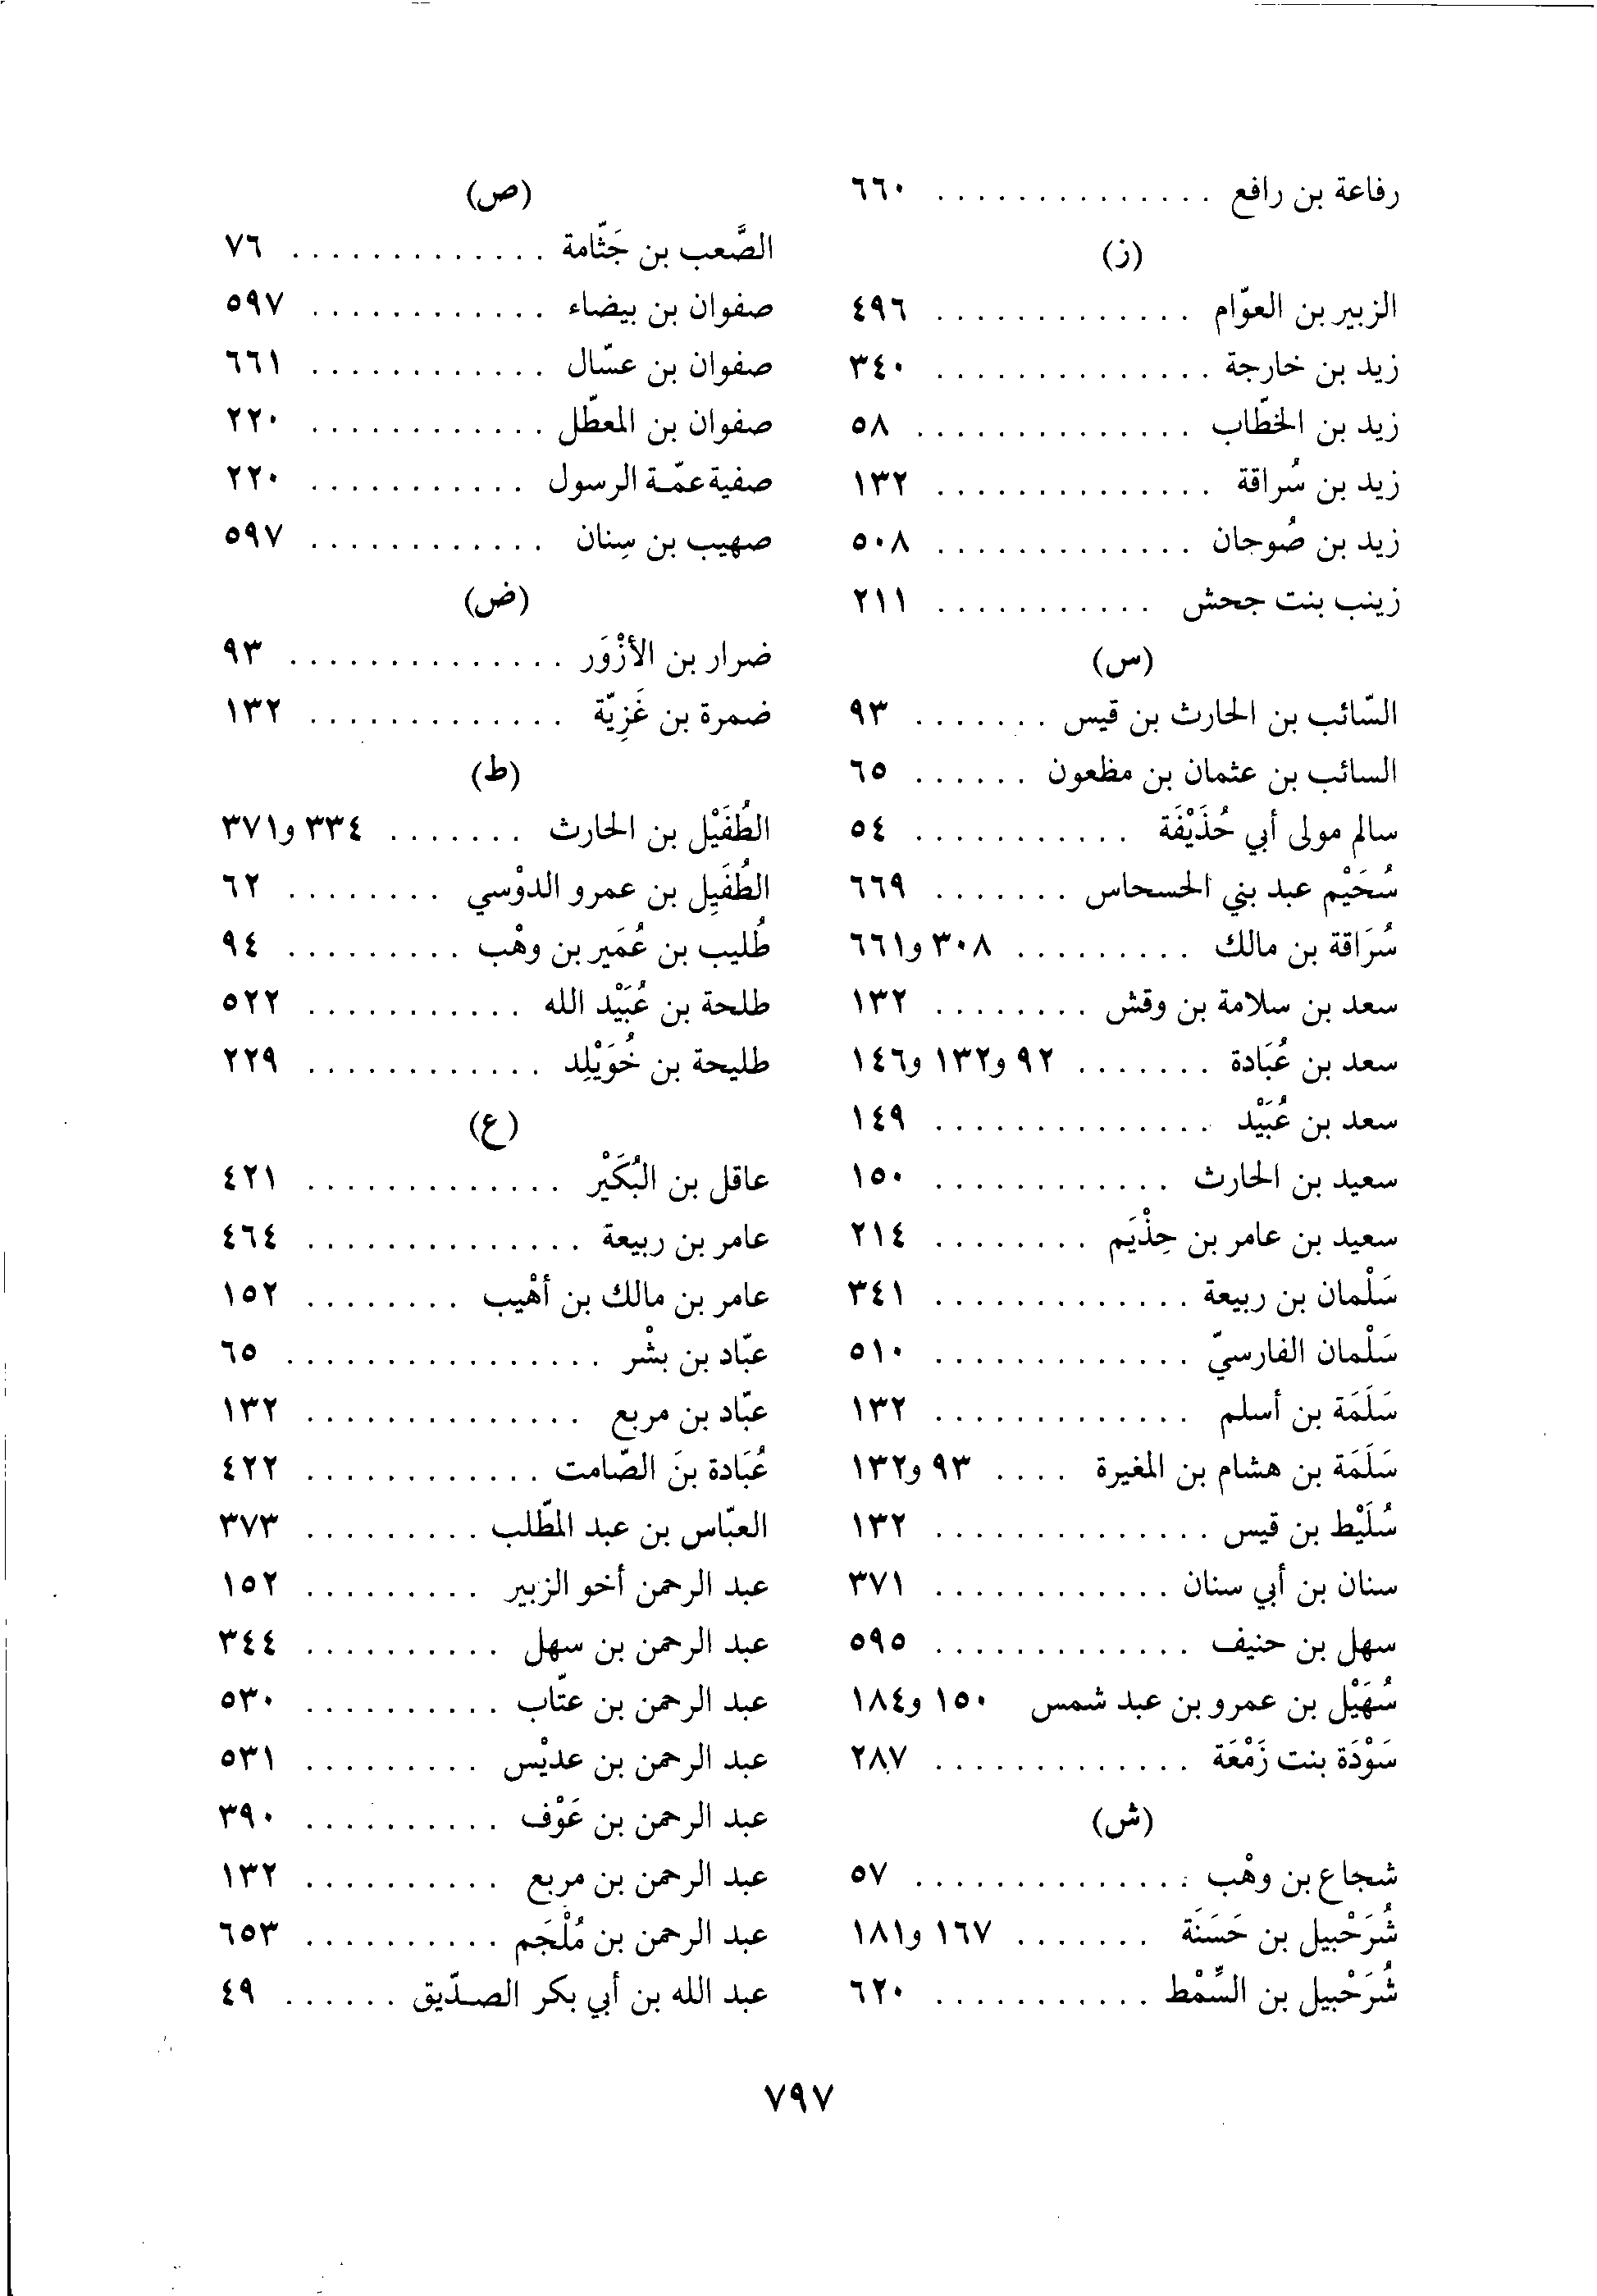 رفاعة بن رافع . . . . . . . . . . . . . . ٦٦٠
(ز)
الزبير بن العوّام . . . . . . . . . . . . . ٤٩٦
زيد بن خارجة . . . . . . . . . . . . . . ٣٤٠
زيد بن الخطّاب . . . . . . . . . . . . . . ٥٨
زيد بن سُراقة . . . . . . . . . . . . . . ١٣٢
زيد بن صُوحان . . . . . . . . . . . . . ٥٠٨
زينب بنت جحش . . . . . . . . . . . ٢١١
(س)
السّائب بن الحارث بن قيس . . . . . . . ٩٣
السائب بن عثمان بن مظعون . . . . . . ٦٥
سالم مولى أبي حُذَيْفَة . . . . . . . . . . . ٥٤
سُحَيْم عبد بني الحسحاس . . . . . . . ٦٦٩
سُرَاقة بن مالك . . . . . . . . . ٣٠٨ و٦٦١
سعد بن سلامة بن وقش . . . . . . . . ١٣٢
سعد بن عُبَادة . . . . . . . ٩٢ و١٣٢ و١٤٦
سعد بن عُبَيْد . . . . . . . . . . . . . . ١٤٩
سعيد بن الحارث . . . . . . . . . . . . ١٥٠
سعيد بن عامر بن حِذْيَم . . . . . . . . ٢١٤
سَلْمان بن ربيعة . . . . . . . . . . . . . ٣٤١
سَلْمان الفارسيّ . . . . . . . . . . . . . ٥١٠
سَلَمَة بن أسلم . . . . . . . . . . . . . ١٣٢
سَلَمَة بن هشام بن المغيرة . . . . ٩٣ و١٣٢
سُلَيْط بن قيس . . . . . . . . . . . . . . ١٣٢
سنان بن أبي سنان . . . . . . . . . . . . ٣٧١
سهل بن حنيف . . . . . . . . . . . . . ٥٩٥
سُهَيْل بن عمرو بن عبد شمس ١٥٠ و١٨٤
سَوْدَة بنت زَمْعَة . . . . . . . . . . . . . ٢٨٧
(ش)
شجاع بن وهْب . . . . . . . . . . . . . . ٥٧
شُرَحْبيل بن حَسَنَة . . . . . . . ١٦٧ و١٨١
شُرَحْبيل بن السِّمْط . . . . . . . . . . . ٦٢٠
(ص)
الصَّعب بن جَثّامة . . . . . . . . . . . . . ٧٦
صفوان بن بيضاء . . . . . . . . . . . . ٥٩٧
صفوان بن عسّال . . . . . . . . . . . . ٦٦١
صفوان بن المعطّل . . . . . . . . . . . . ٢٢٠
صفية عمّة الرسول . . . . . . . . . . . ٢٢٠
صهيب بن سِنان . . . . . . . . . . . . ٥٩٧
(ض)
ضرار بن الأزْوَر . . . . . . . . . . . . . . ٩٣
ضمرة بن غَزِيّة . . . . . . . . . . . . . ١٣٢
(ط)
الطُفَيْل بن الحارث . . . . . . . ٣٣٤ و٣٧١
الطُفَيِل بن عمرو الدوْسي . . . . . . . . ٦٢
طُليب بن عُمَير بن وهْب . . . . . . . . . ٩٤
طلحة بن عُبَيْد الله . . . . . . . . . . . ٥٢٢
طليحة بن خُوَيْلِد . . . . . . . . . . . . ٢٢٩
(ع)
عاقل بن البُكَيْر . . . . . . . . . . . . . ٤٢١
عامر بن ربيعة . . . . . . . . . . . . . . ٤٦٤
عامر بن مالك بن أهْيب . . . . . . . . ١٥٢
عبّاد بن بشْر . . . . . . . . . . . . . . . . ٦٥
عبّاد بن مربع . . . . . . . . . . . . . . ١٣٢
عُبَادة بنَ الصّامت . . . . . . . . . . . . ٤٢٢
العبّاس بن عبد المطّلب . . . . . . . . . ٣٧٣
عبد الرحمن أخو الزبير . . . . . . . . . ١٥٢
عبد الرحمن بن سهل . . . . . . . . . . ٣٤٤
عبد الرحمن بن عتّاب . . . . . . . . . . ٥٣٠
عبد الرحمن بن عديْس . . . . . . . . . ٥٣١
عبد الرحمن بن عَوْف . . . . . . . . . . ٣٩٠
عبد الرحمن بن مربع . . . . . . . . . . ١٣٢
عبد الرحمن بن مُلْجَم . . . . . . . . . . ٦٥٣
عبد الله بن أبي بكر الصدّيق . . . . . . ٤٩
٧٩٧